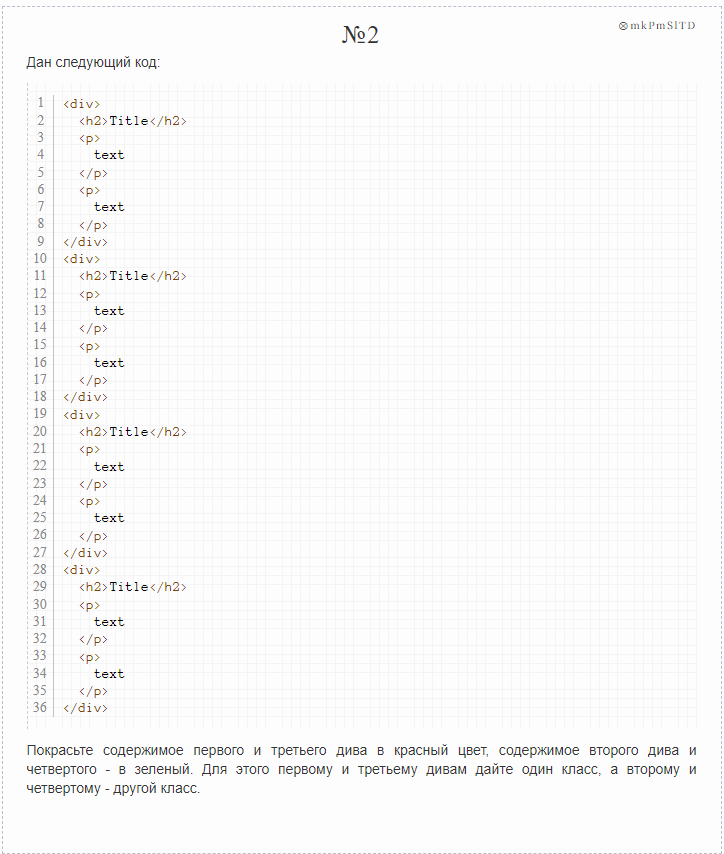 №2
⊗mkPmSlTD
Дан следующий код:
1 <div>
2 <h2>Title</h2>
3 <p>
4 text
5 </p>
6 <p>
7 text
8 </p>
9 </div>
10 <div>
11 <h2>Title</h2>
12 <p>
13 text
14 </p>
15 <p>
16 text
17 </p>
18 </div>
19 <div>
20 <h2>Title</h2>
21 <p>
22 text
23 </p>
24 <p>
25 text
26 </p>
27 </div>
28 <div>
29 <h2>Title</h2>
30 <p>
31 text
32 </p>
33 <p>
34 text
35 </p>
36 </div>
Покрасьте содержимое первого и третьего дива в красный цвет, содержимое второго дива и
четвертого - в зеленый. Для этого первому и третьему дивам дайте один класс, а второму и
четвертому - другой класс.